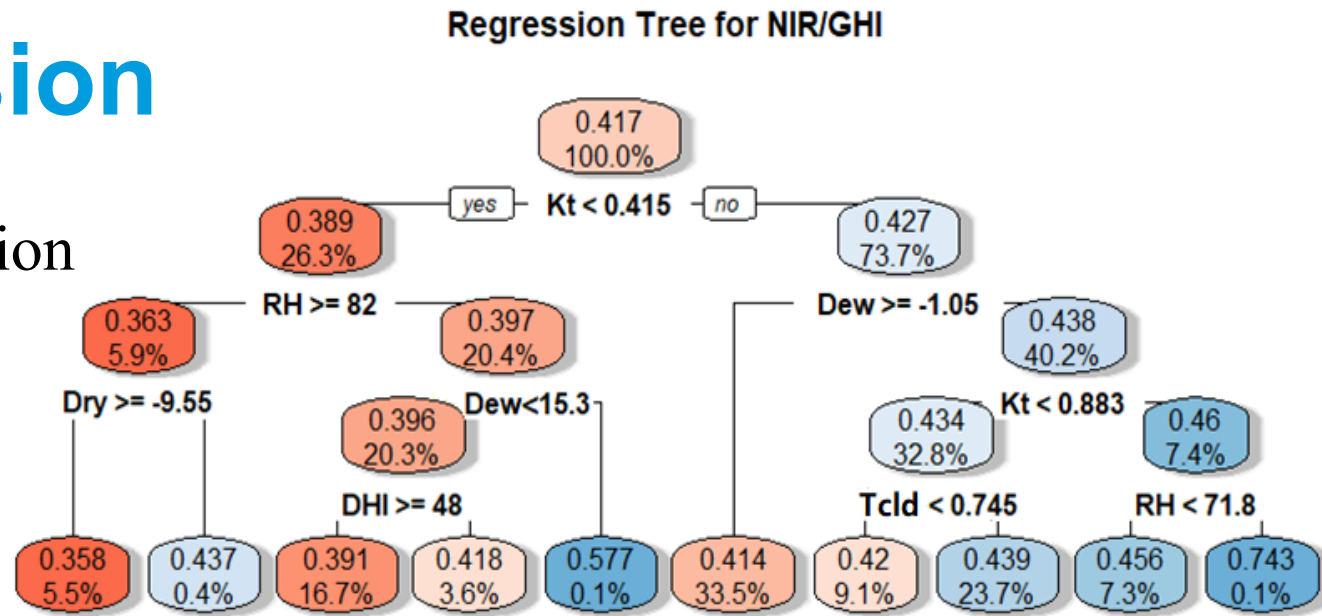 Regression Tree for NIR/GHI
sion
ion
0.417
100.0%
yes
Kt < 0.415
no
0.389
26.3%
0.427
73.7%
RH >= 82
Dew >= -1.05
0.363
5.9%
0.397
20.4%
0.438
40.2%
Dry >= -9.55
Dew<15.3
Kt < 0.883
0.396
20.3%
0.434
32.8%
0.46
7.4%
DHI >= 48
Tcld < 0.745
RH < 71.8
0.358
5.5%
0.437
0.4%
0.391
16.7%
0.418
3.6%
0.577
0.1%
0.414
33.5%
0.42
9.1%
0.439
23.7%
0.456
7.3%
0.743
0.1%